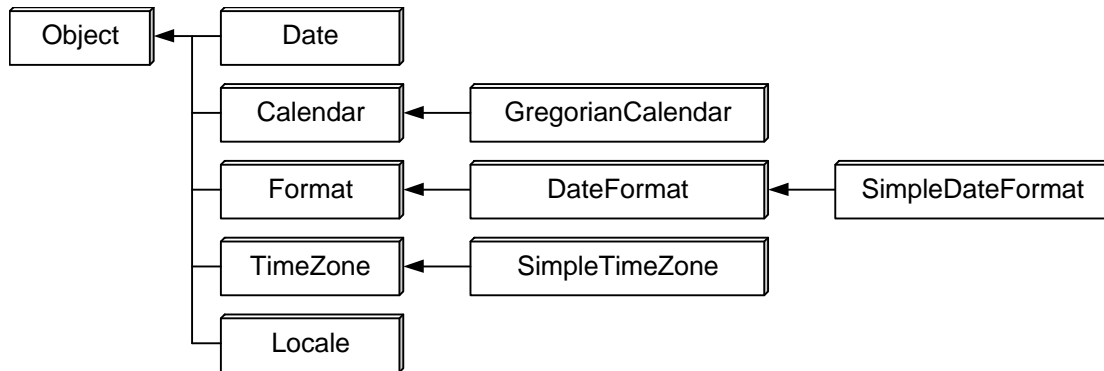 Object
Date
Calendar
GregorianCalendar
Format
DateFormat
SimpleDateFormat
TimeZone
SimpleTimeZone
Locale